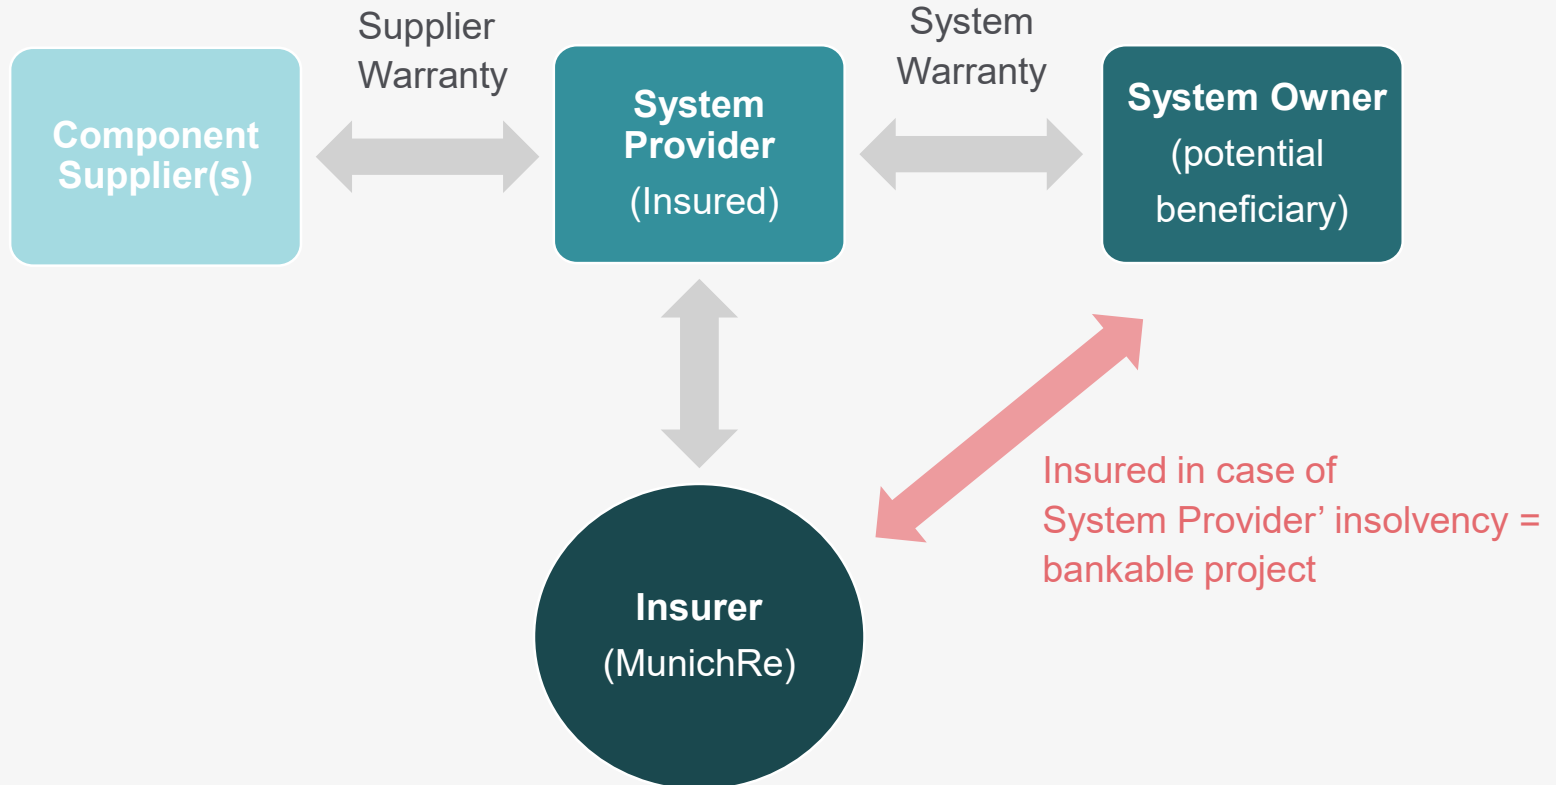 Supplier
Warranty
System
Warranty
Component
Supplier(s)
System
Provider
(Insured)
System Owner
(potential
beneficiary)
Insured in case of
System Provider’ insolvency =
bankable project
Insurer
(MunichRe)